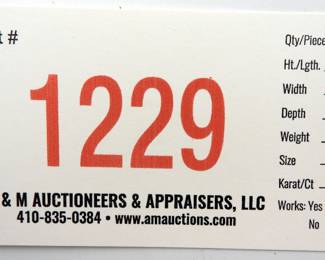 t #
1229
& M AUCTIONEERS & APPRAISERS, LLC
410-835-0384 • www.amauctions.com
Qty/Piece
Ht./Lgth.
Width
Depth
Weight
Size
Karat/Ct
Works: Yes
No